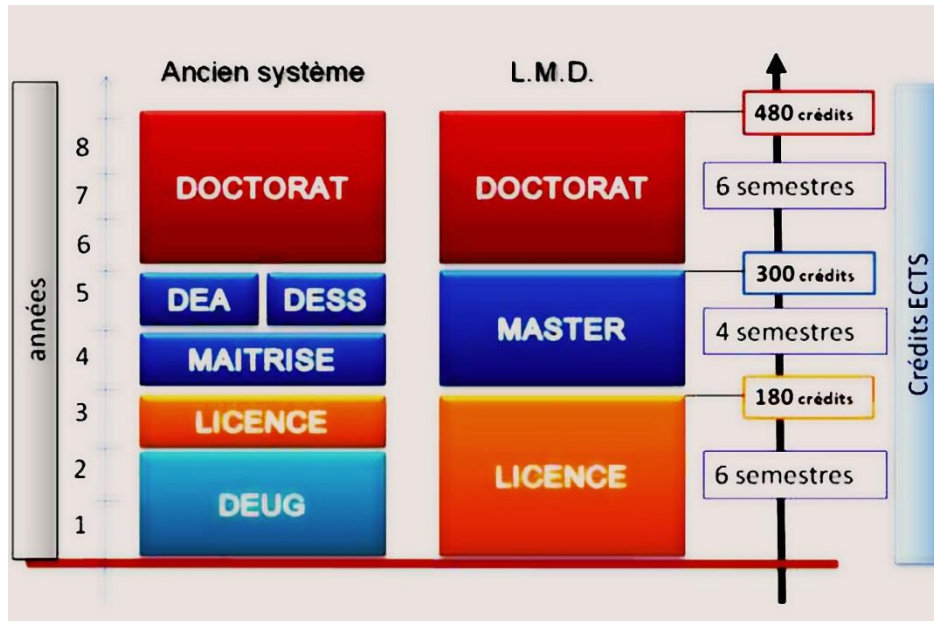 Ancien système
L.M.D.
480 crédits
8
DOCTORAT
DOCTORAT
7
6 semestres
6
300 crédits
5
DEA
DESS
MASTER
4 semestres
4
MAITRISE
180 crédits
3
LICENCE
2
LICENCE
6 semestres
DEUG
1
années
Crédits ECTS